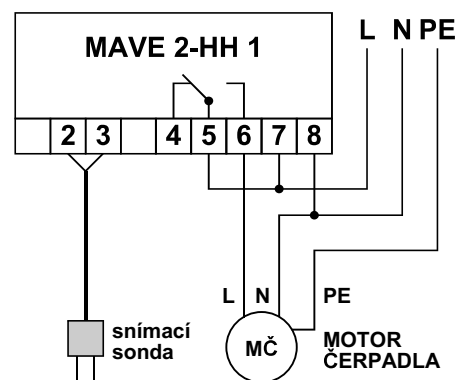 MAVE 2-HH 1
L N PE
2 3 4 5 6 7 8
L N PE
snímací
sonda
MČ
MOTOR
ČERPADLA